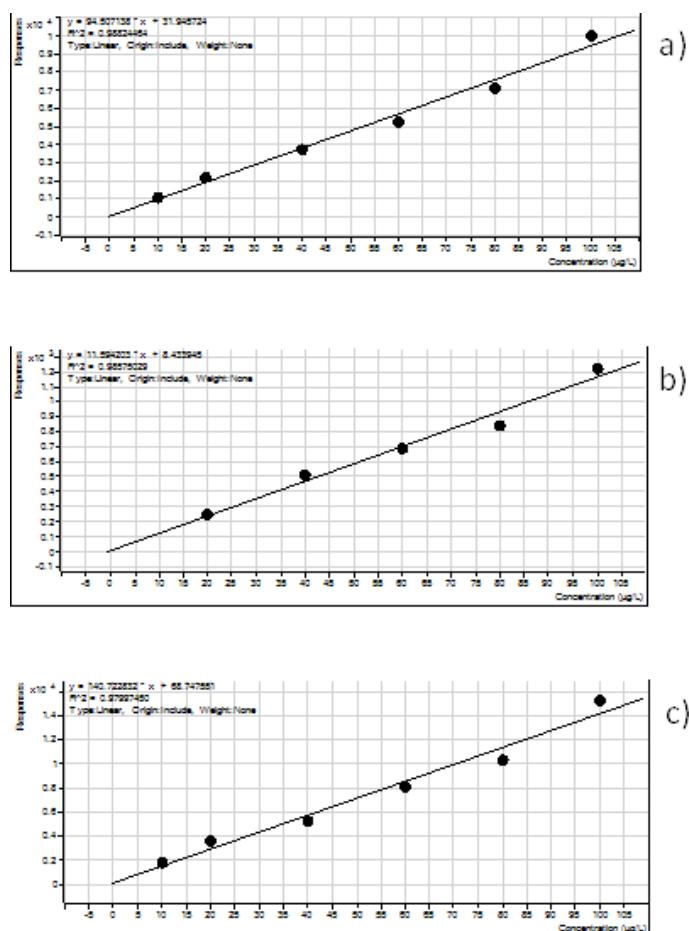 x10 4
y = 94.507138 * x + 31.945724
R^2 = 0.98824464
Type:Linear, Origin:Include, Weight:None
Responses
a)
1
0.9
0.8
0.7
0.6
0.5
0.4
0.3
0.2
0.1
0
-0.1
-5 0 5 10 15 20 25 30 35 40 45 50 55 60 65 70 75 80 85 90 95 100 105
Concentration (µg/L)
x10
y = 11.594203 * x + 8.433945
R^2 = 0.98575029
Type:Linear, Origin:Include, Weight:None
Responses
b)
1.2
1.1
1
0.9
0.8
0.7
0.6
0.5
0.4
0.3
0.2
0.1
0
-0.1
-5 0 5 10 15 20 25 30 35 40 45 50 55 60 65 70 75 80 85 90 95 100 105
Concentration (µg/L)
x10 4
y = 140.722832 * x + 68.747551
R^2 = 0.97997450
Type:Linear, Origin:Include, Weight:None
Responses
c)
1.4
1.2
1
0.8
0.6
0.4
0.2
0
-5 0 5 10 15 20 25 30 35 40 45 50 55 60 65 70 75 80 85 90 95 100 105
Concentration (µg/L)